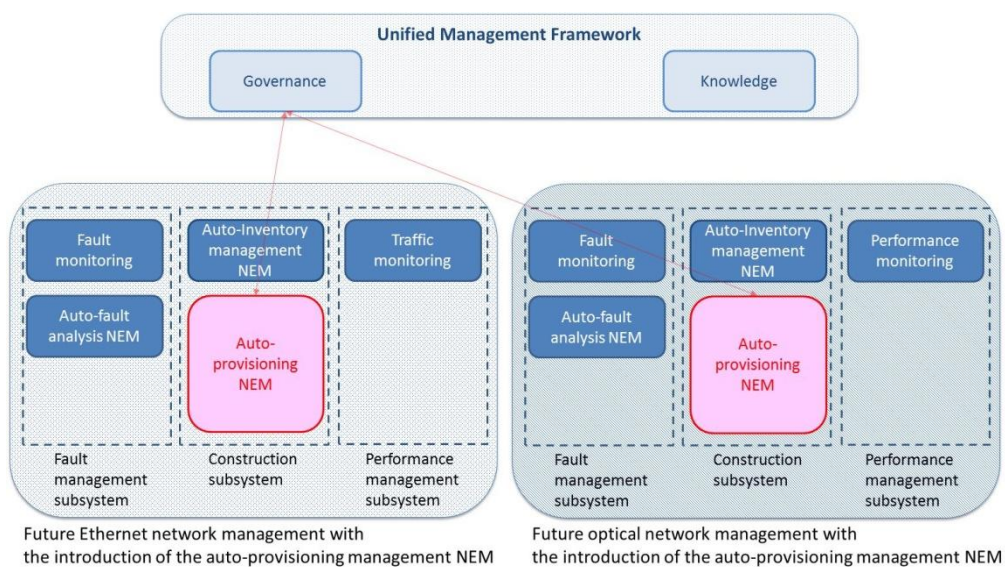 Unified Management Framework
Governance
Knowledge
Fault
monitoring
Auto-Inventory
management
NEM
Traffic
monitoring
Auto-fault
analysis NEM
Auto-
provisioning
NEM
Fault
management
subsystem
Construction
subsystem
Performance
management
subsystem
Future Ethernet network management with
the introduction of the auto-provisioning management NEM
Fault
monitoring
Auto-Inventory
management
NEM
Performance
monitoring
Auto-fault
analysis NEM
Auto-
provisioning
NEM
Fault
management
subsystem
Construction
subsystem
Performance
management
subsystem
Future optical network management with
the introduction of the auto-provisioning management NEM